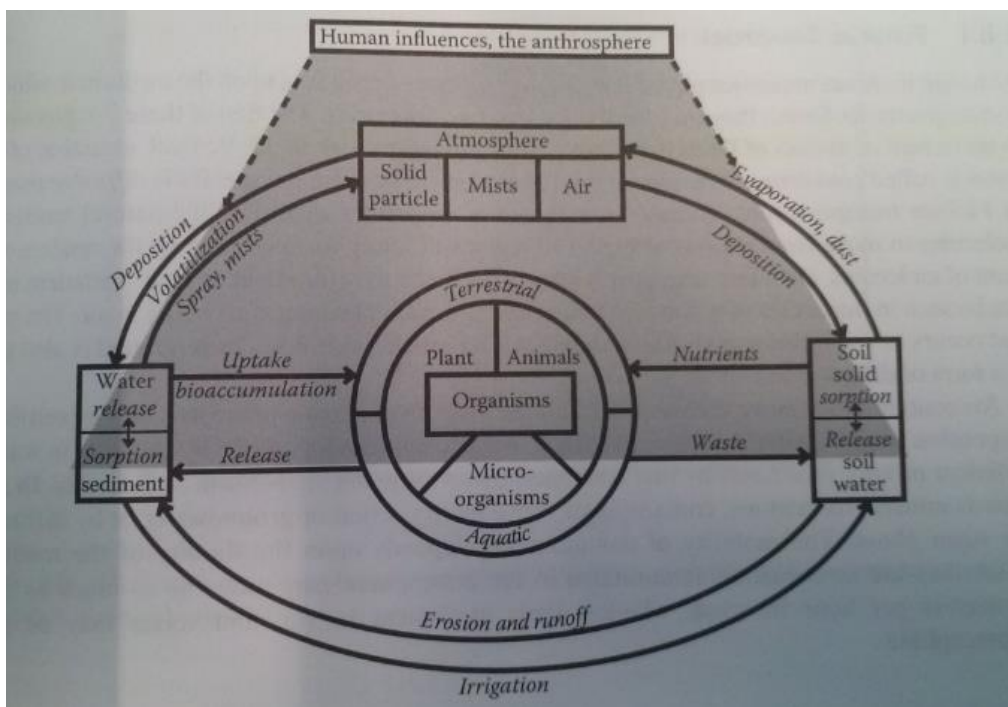 Human influences, the anthrosphere
Atmosphere
Solid
particle
Mists
Air
Deposition
Volatilization
Spray, mists
Evaporation, dust
Deposition
Terrestrial
Plant
Animals
Organisms
Micro-
organisms
Aquatic
Uptake
bioaccumulation
Release
Nutrients
Waste
Water
release
Sorption
sediment
Soil
solid
sorption
Release
soil
water
Erosion and runoff
Irrigation